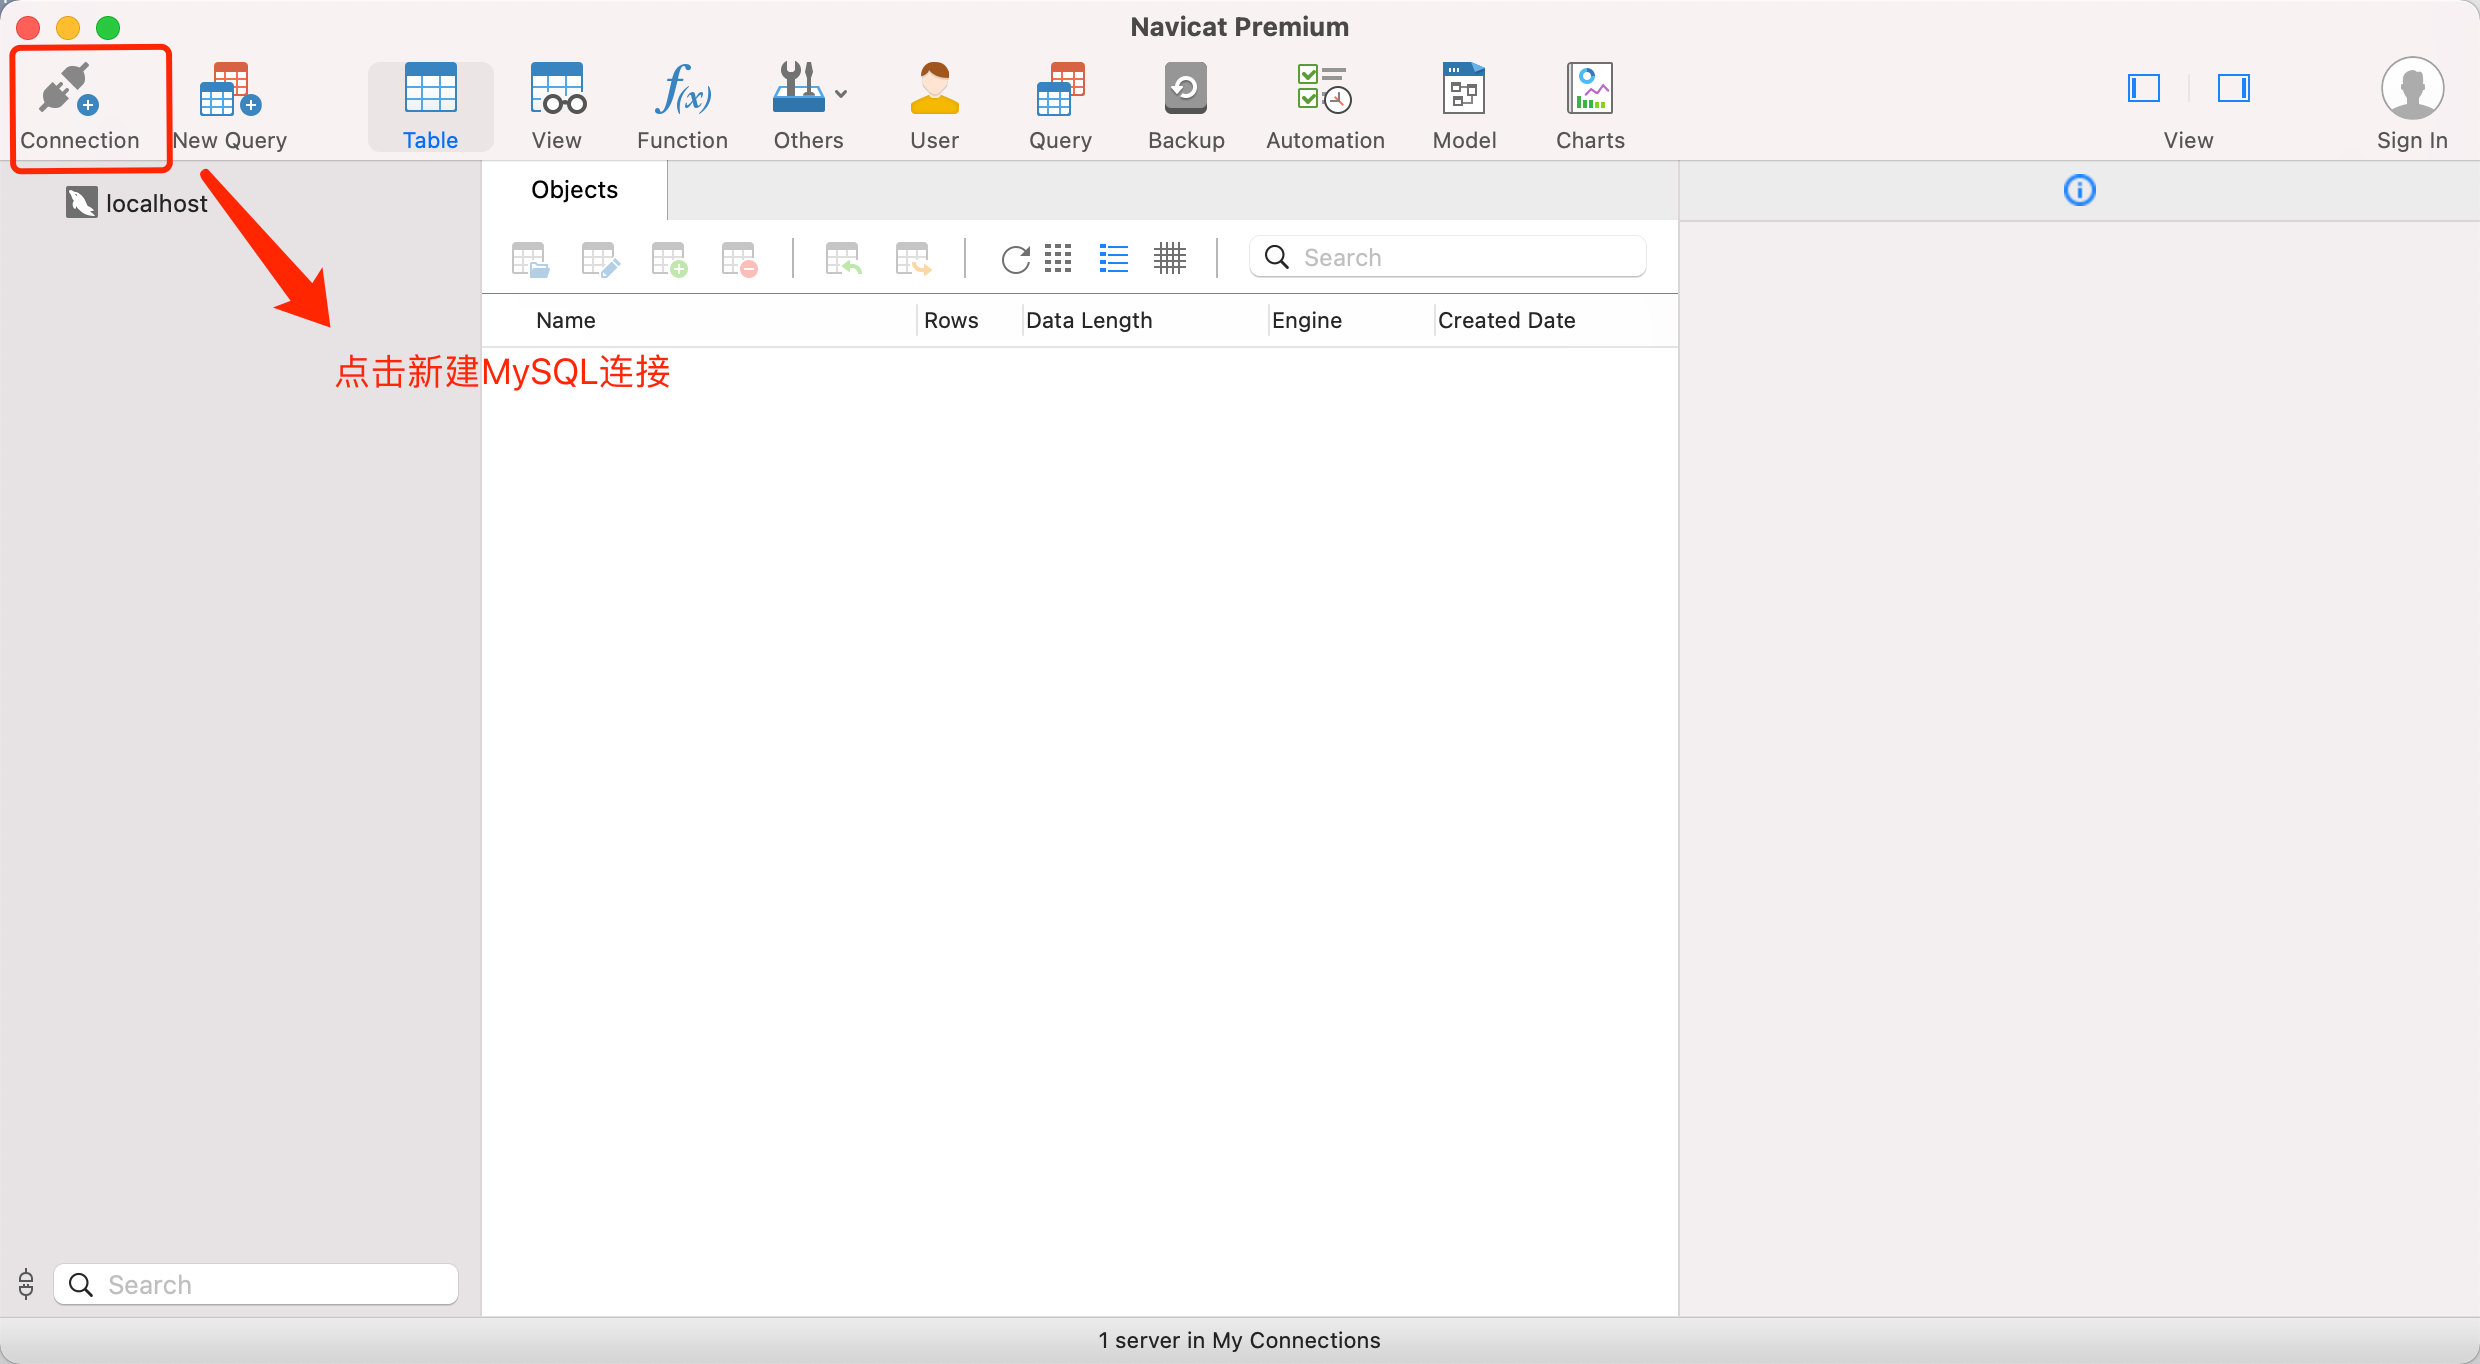 Navicat Premium
Connection
New Query
Table
View
Function
Others
User
Query
Backup
Automation
Model
Charts
View
Sign In
localhost
Objects
Search
Name
Rows
Data Length
Engine
Created Date
点击新建MySQL连接
Search
1 server in My Connections